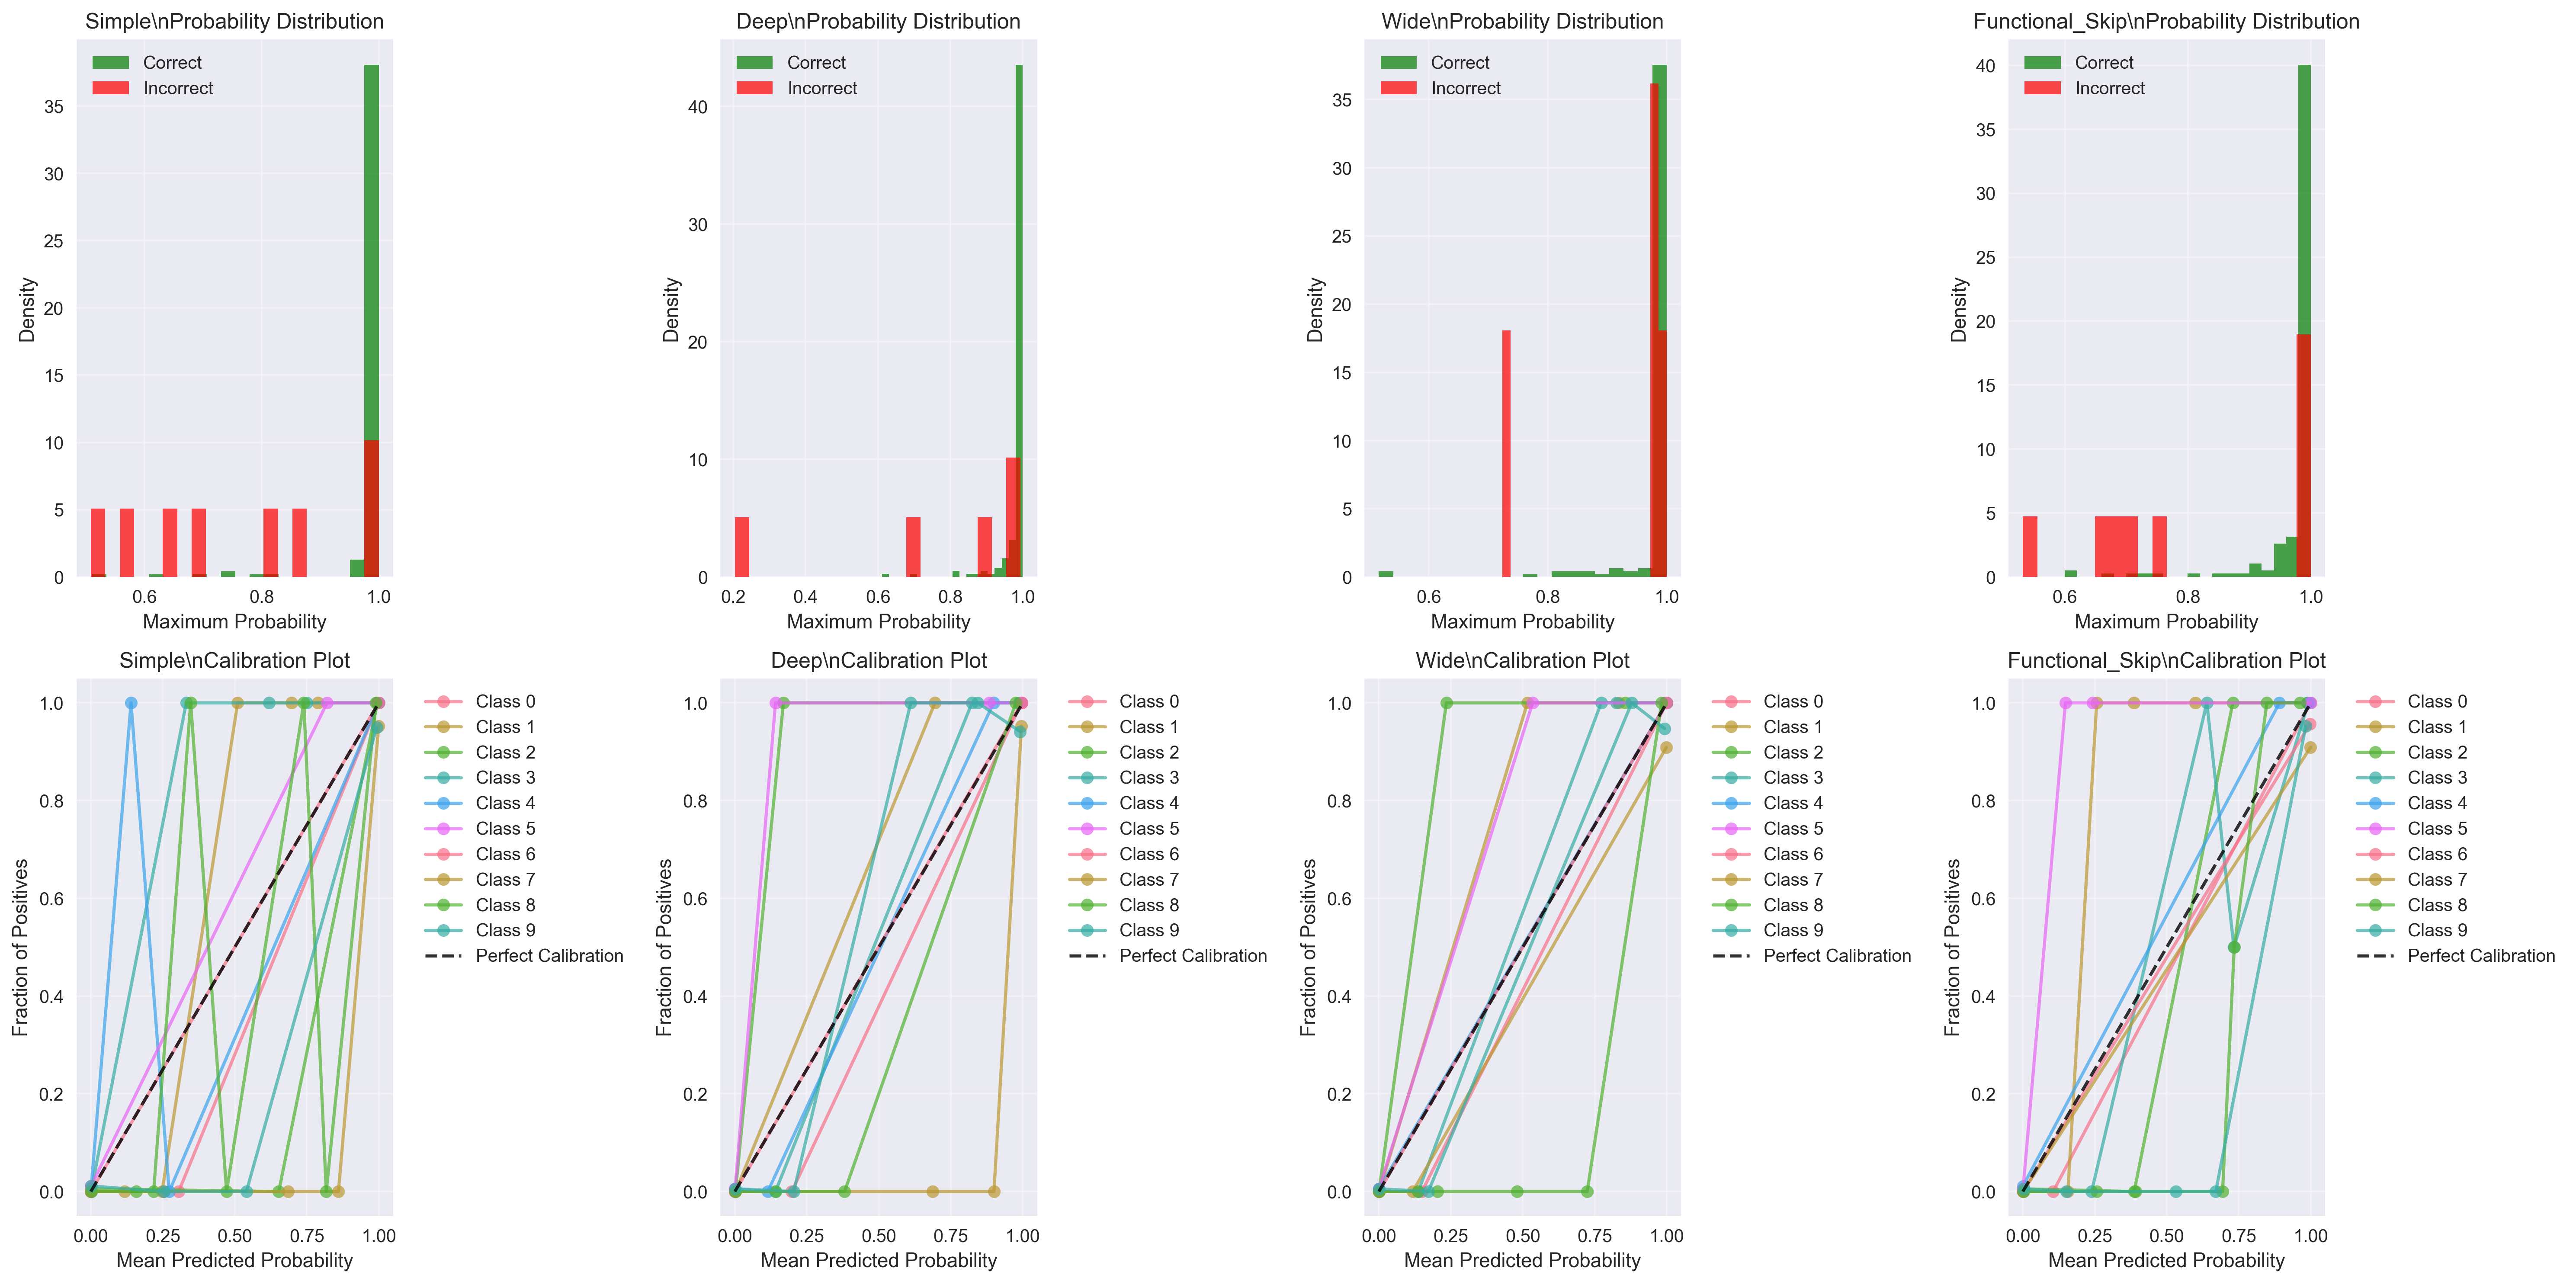 Simple\nProbability Distribution
Correct
Incorrect
35
30
25
20
15
10
5
0
0.6 0.8 1.0
Density
Maximum Probability
Deep\nProbability Distribution
Correct
Incorrect
40
30
20
10
0
0.2 0.4 0.6 0.8 1.0
Density
Maximum Probability
Wide\nProbability Distribution
Correct
Incorrect
35
30
25
20
15
10
5
0
0.6 0.8 1.0
Density
Maximum Probability
Functional_Skip\nProbability Distribution
Correct
Incorrect
40
35
30
25
20
15
10
5
0
0.6 0.8 1.0
Density
Maximum Probability
Simple\nCalibration Plot
1.0
0.8
0.6
0.4
0.2
0.0
0.00 0.25 0.50 0.75 1.00
Fraction of Positives
Mean Predicted Probability
Class 0
Class 1
Class 2
Class 3
Class 4
Class 5
Class 6
Class 7
Class 8
Class 9
Perfect Calibration
Deep\nCalibration Plot
1.0
0.8
0.6
0.4
0.2
0.0
0.00 0.25 0.50 0.75 1.00
Fraction of Positives
Mean Predicted Probability
Class 0
Class 1
Class 2
Class 3
Class 4
Class 5
Class 6
Class 7
Class 8
Class 9
Perfect Calibration
Wide\nCalibration Plot
1.0
0.8
0.6
0.4
0.2
0.0
0.00 0.25 0.50 0.75 1.00
Fraction of Positives
Mean Predicted Probability
Class 0
Class 1
Class 2
Class 3
Class 4
Class 5
Class 6
Class 7
Class 8
Class 9
Perfect Calibration
Functional_Skip\nCalibration Plot
1.0
0.8
0.6
0.4
0.2
0.0
0.00 0.25 0.50 0.75 1.00
Fraction of Positives
Mean Predicted Probability
Class 0
Class 1
Class 2
Class 3
Class 4
Class 5
Class 6
Class 7
Class 8
Class 9
Perfect Calibration